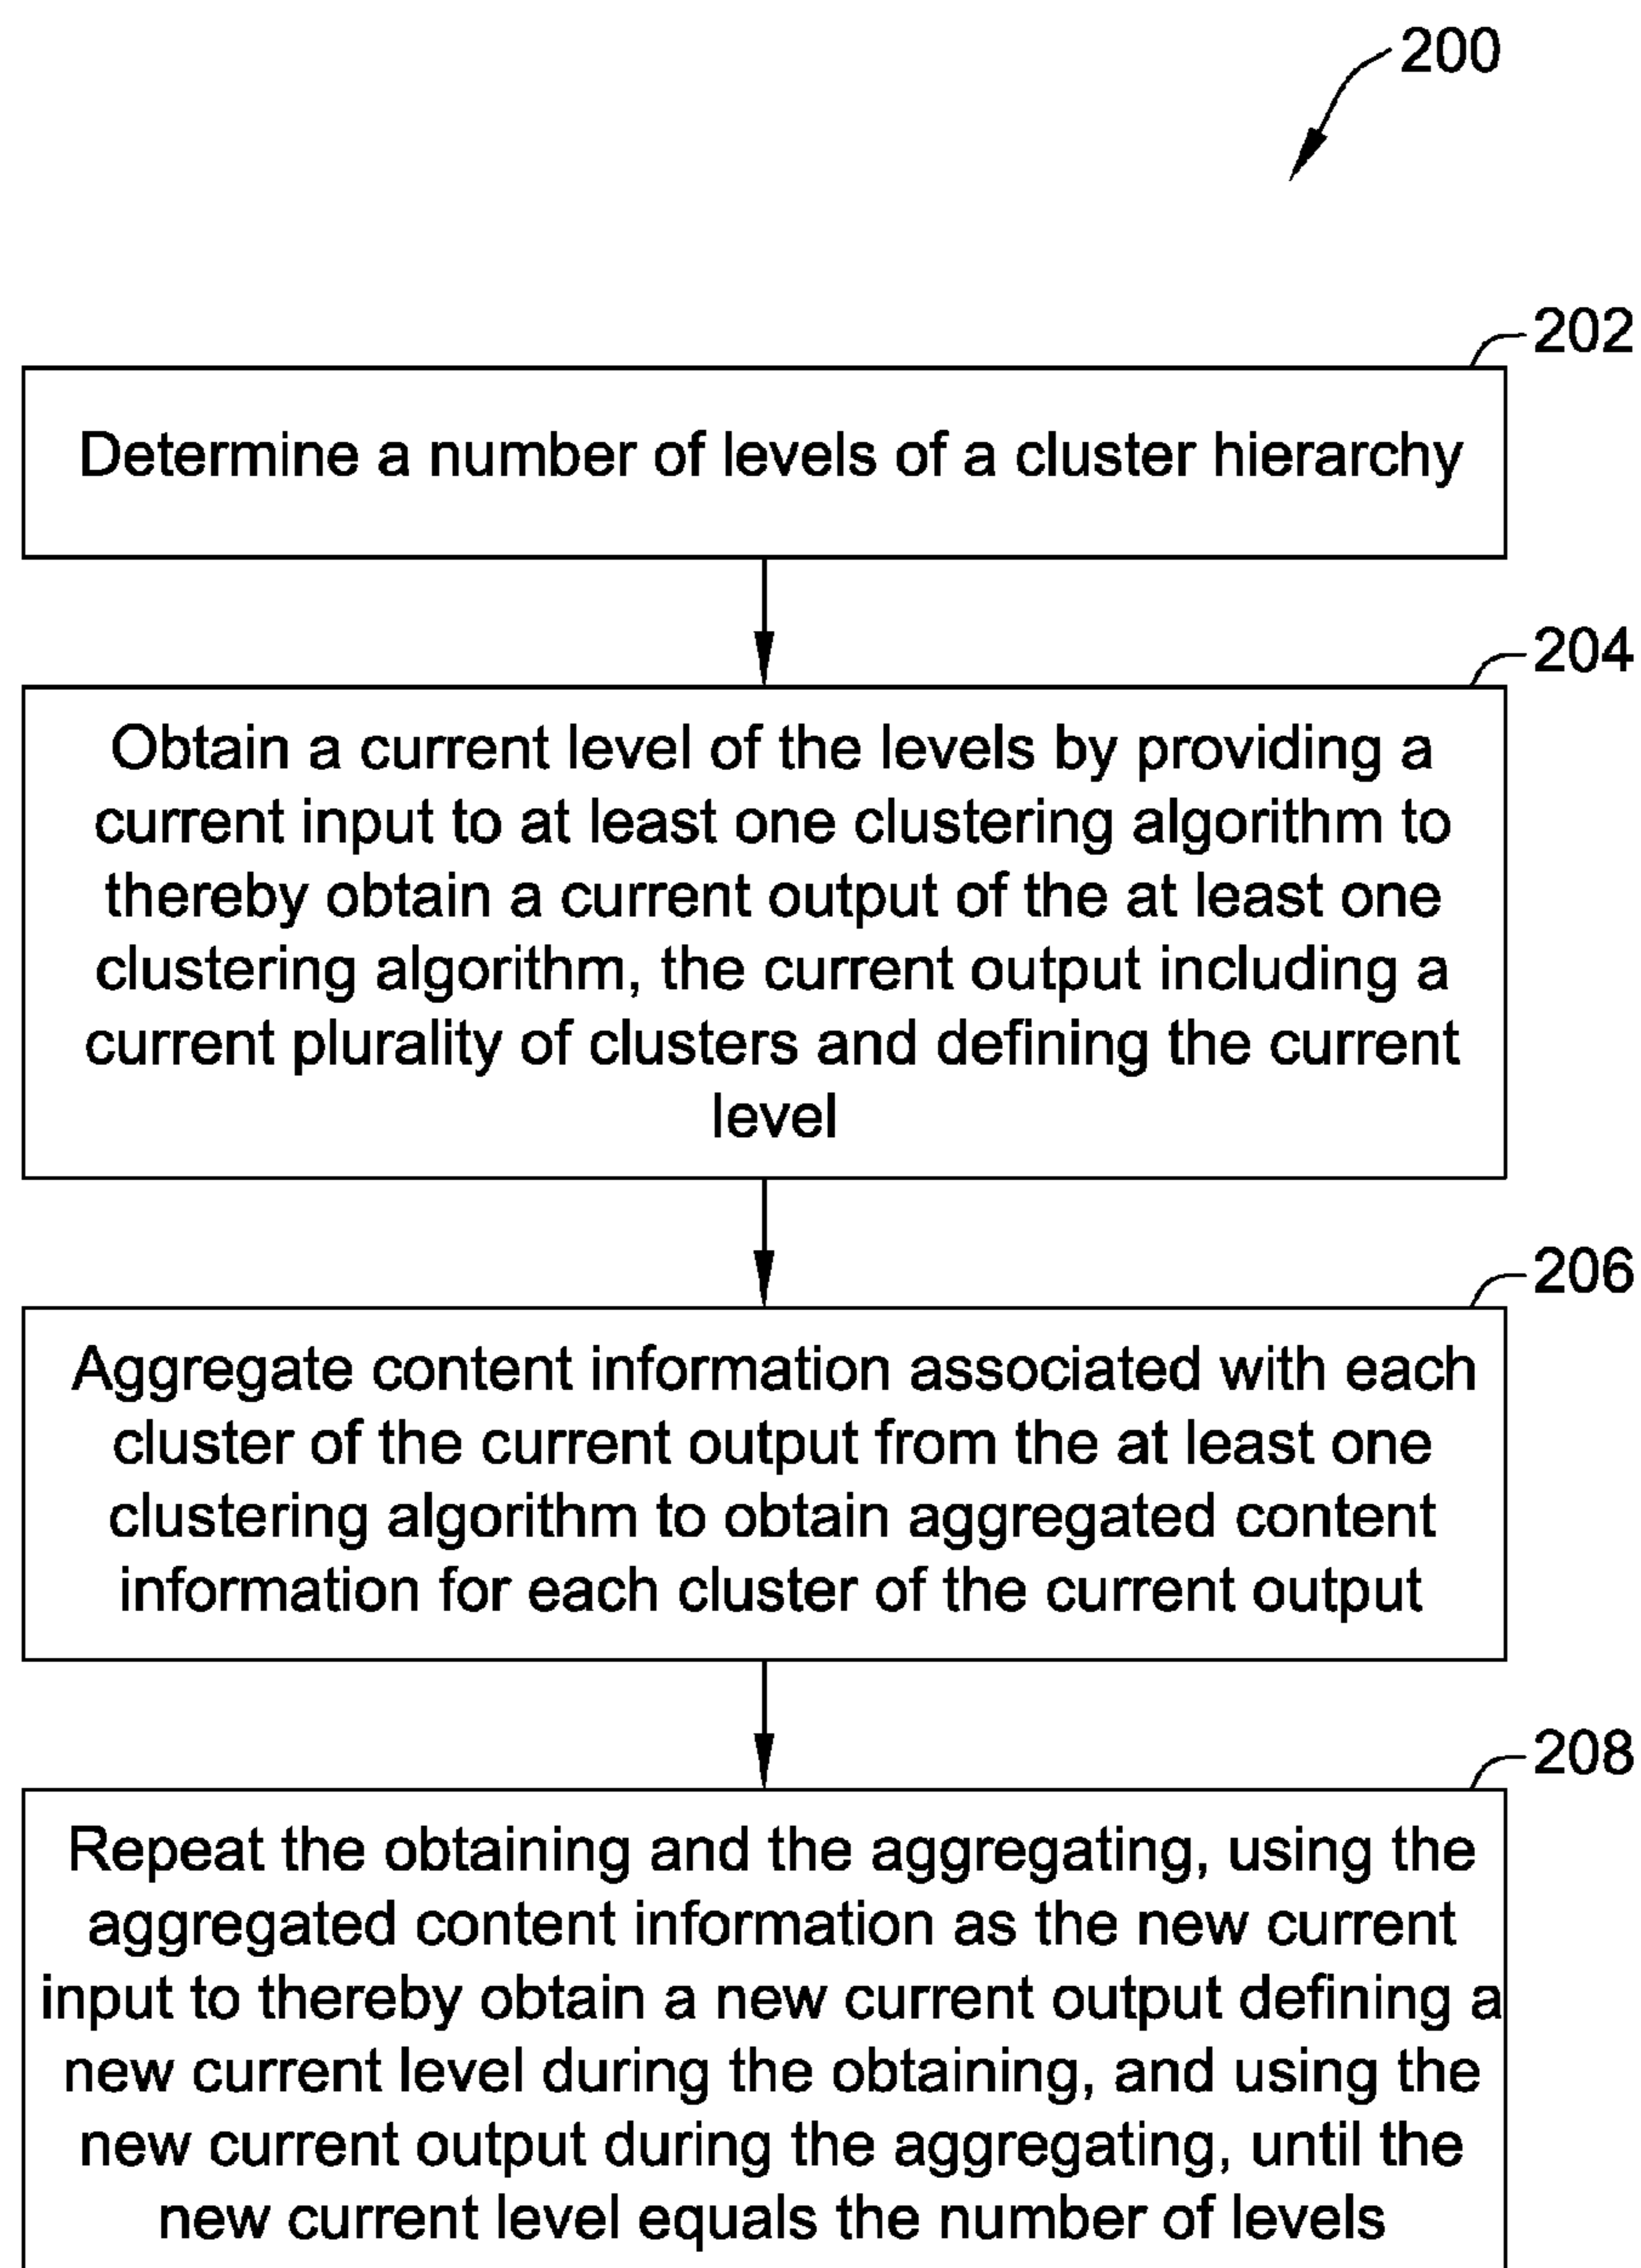 200
202
Determine a number of levels of a cluster hierarchy
204
Obtain a current level of the levels by providing a
current input to at least one clustering algorithm to
thereby obtain a current output of the at least one
clustering algorithm, the current output including a
current plurality of clusters and defining the current
level
206
Aggregate content information associated with each
cluster of the current output from the at least one
clustering algorithm to obtain aggregated content
information for each cluster of the current output
208
Repeat the obtaining and the aggregating, using the
aggregated content information as the new current
input to thereby obtain a new current output defining a
new current level during the obtaining, and using the
new current output during the aggregating, until the
new current level equals the number of levels